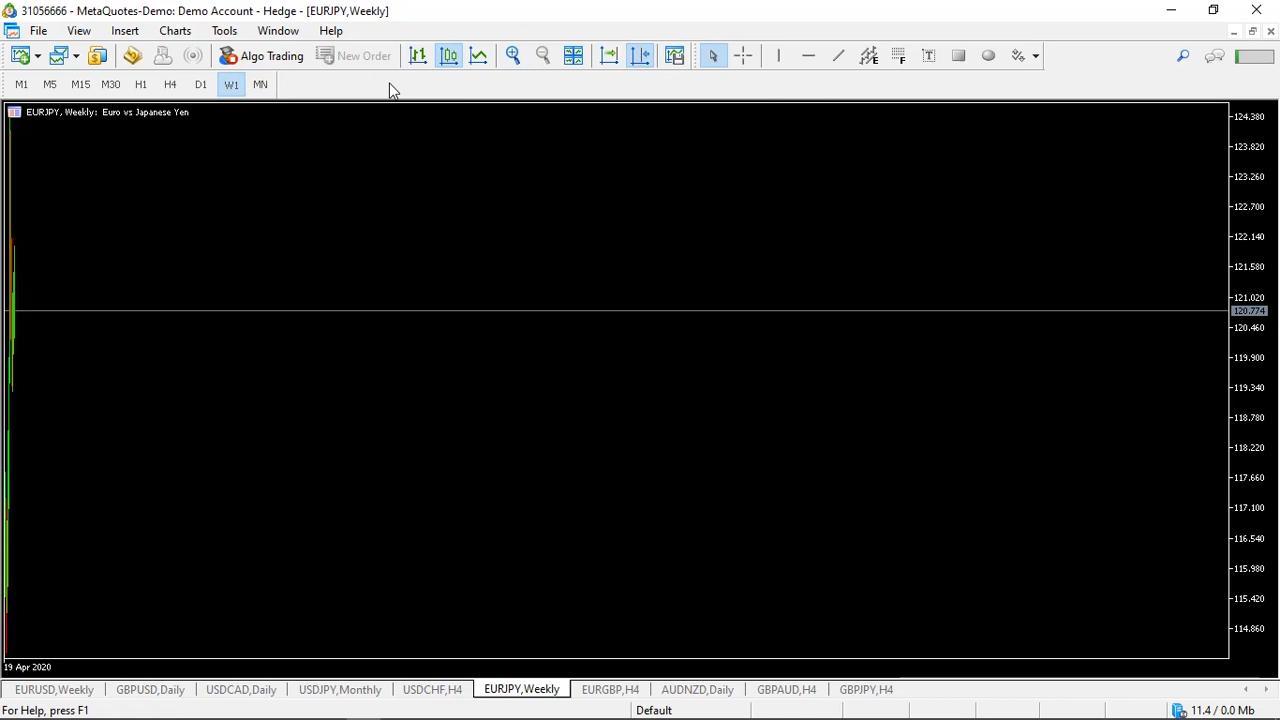 31056666 - MetaQuotes-Demo: Demo Account - Hedge - [EURJPY,Weekly]
File View Insert Charts Tools Window Help
Algo Trading New Order
M1 M5 M15 M30 H1 H4 D1 W1 MN
EURJPY, Weekly: Euro vs Japanese Yen
124.380
123.820
123.260
122.700
122.140
121.580
121.020
120.774
120.460
119.900
119.340
118.780
118.220
117.660
117.100
116.540
115.980
115.420
114.860
19 Apr 2020
EURUSD,Weekly GBPUSD,Daily USDCAD,Daily USDJPY,Monthly USDCHF,H4 EURJPY,Weekly EURGBP,H4 AUDNZD,Daily GBPAUD,H4 GBPJPY,H4
For Help, press F1 Default 11.4 / 0.0 Mb